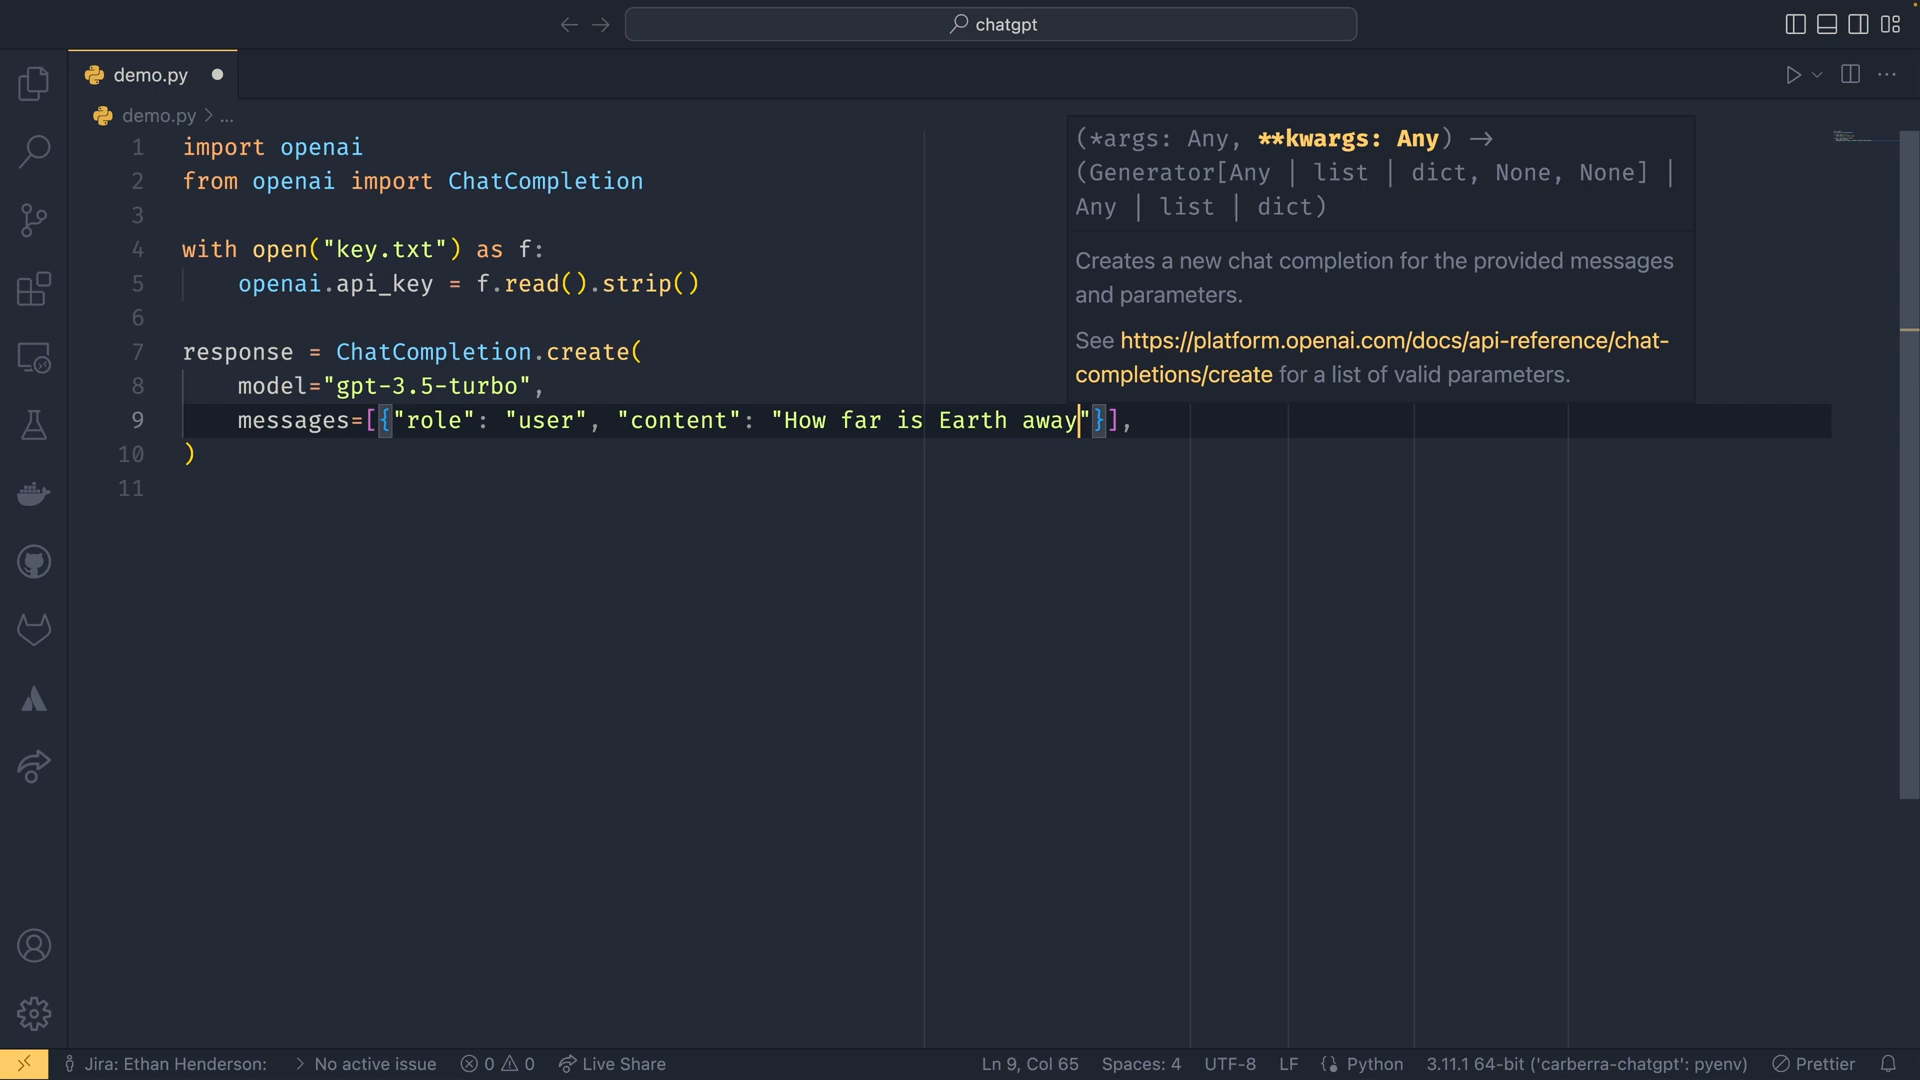 chatgpt
demo.py
demo.py > ...
1 import openai
2 from openai import ChatCompletion
3
4 with open("key.txt") as f:
5     openai.api_key = f.read().strip()
6
7 response = ChatCompletion.create(
8     model="gpt-3.5-turbo",
9     messages=[{"role": "user", "content": "How far is Earth away"}],
10 )
11
(*args: Any, **kwargs: Any) →
(Generator[Any | list | dict, None, None] |
Any | list | dict)
Creates a new chat completion for the provided messages
and parameters.
See https://platform.openai.com/docs/api-reference/chat-
completions/create for a list of valid parameters.
Jira: Ethan Henderson: > No active issue 0 0 Live Share Ln 9, Col 65 Spaces: 4 UTF-8 LF Python 3.11.1 64-bit ('carberra-chatgpt': pyenv) Prettier